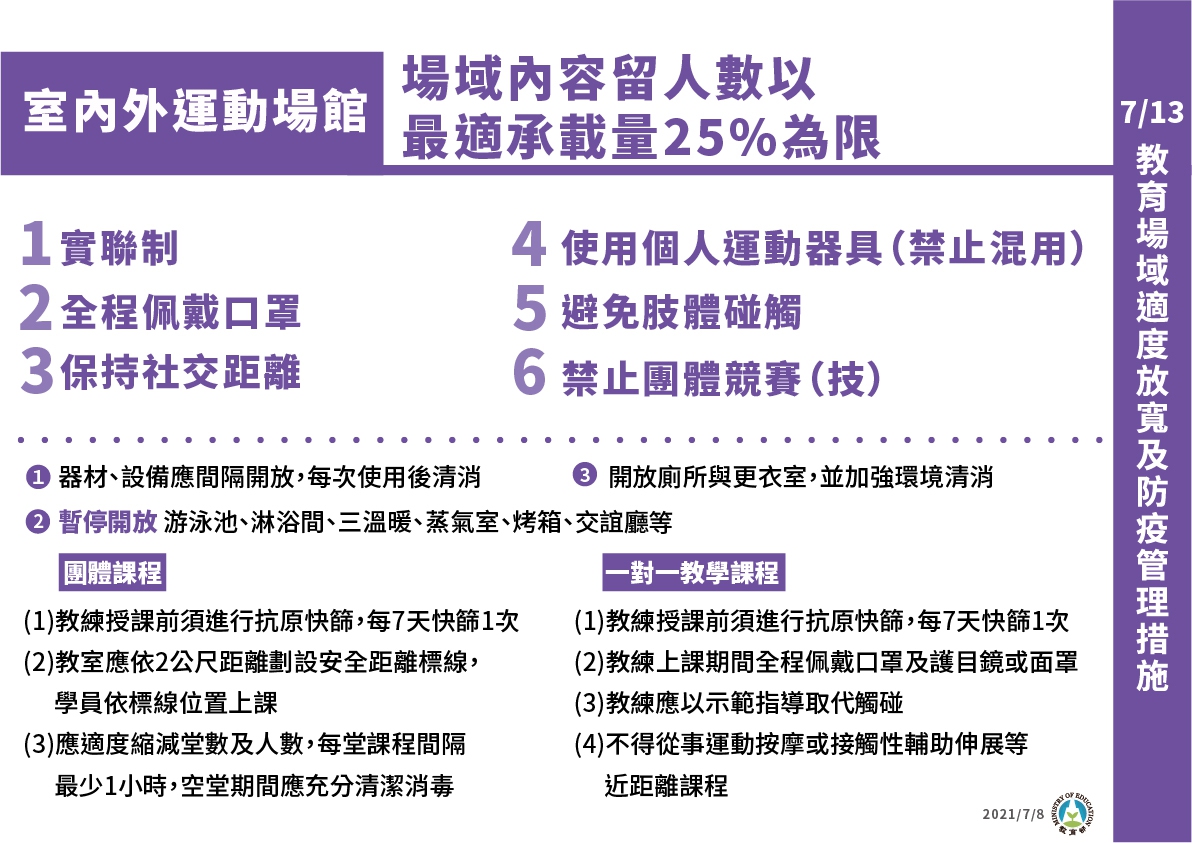 室內外運動場館
場域內容留人數以
最適承載量25%為限
1 實聯制
2 全程佩戴口罩
3 保持社交距離
4 使用個人運動器具(禁止混用)
5 避免肢體碰觸
6 禁止團體競賽(技)
❶ 器材、設備應間隔開放,每次使用後清消
❷ 暫停開放 游泳池、淋浴間、三溫暖、蒸氣室、烤箱、交誼廳等
❸ 開放廁所與更衣室,並加強環境清消
團體課程
(1)教練授課前須進行抗原快篩,每7天快篩1次
(2)教室應依2公尺距離劃設安全距離標線,
學員依標線位置上課
(3)應適度縮減堂數及人數,每堂課程間隔
最少1小時,空堂期間應充分清潔消毒
一對一教學課程
(1)教練授課前須進行抗原快篩,每7天快篩1次
(2)教練上課期間全程佩戴口罩及護目鏡或面罩
(3)教練應以示範指導取代觸碰
(4)不得從事運動按摩或接觸性輔助伸展等
近距離課程
7/13 教育場域適度放寬及防疫管理措施
2021/7/8
MINISTRY OF EDUCATION
教育部